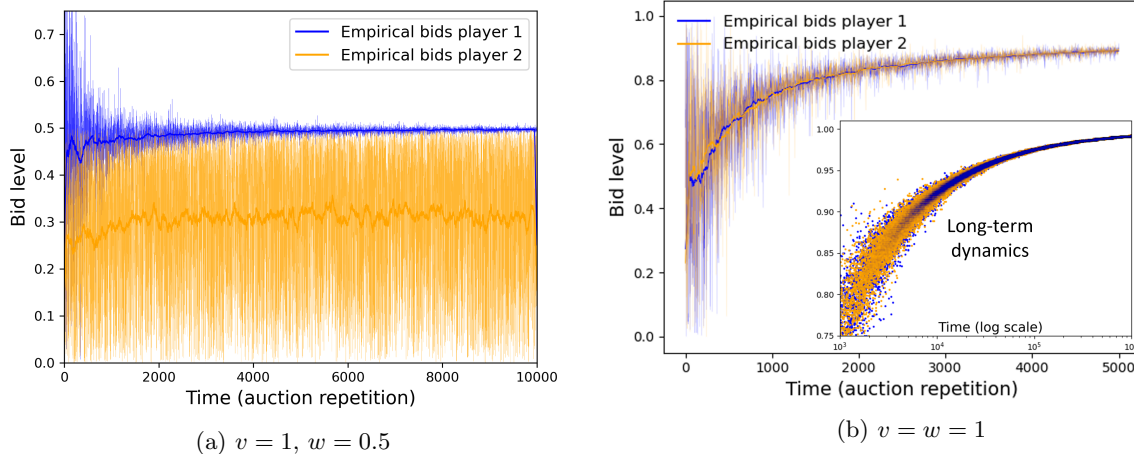 Empirical bids player 1
Empirical bids player 2
0.7
0.6
0.5
0.4
0.3
0.2
0.1
0.0
Bid level
0
2000
4000
6000
8000
10000
Time (auction repetition)
(a) v = 1, w = 0.5
Empirical bids player 1
Empirical bids player 2
1.0
0.8
0.6
0.4
0.2
0.0
Bid level
1.00
0.95
0.90
0.85
0.80
0.75
Long-term
dynamics
Time (log scale)
10³
10⁴
10⁵
0
1000
2000
3000
4000
5000
Time (auction repetition)
(b) v = w = 1